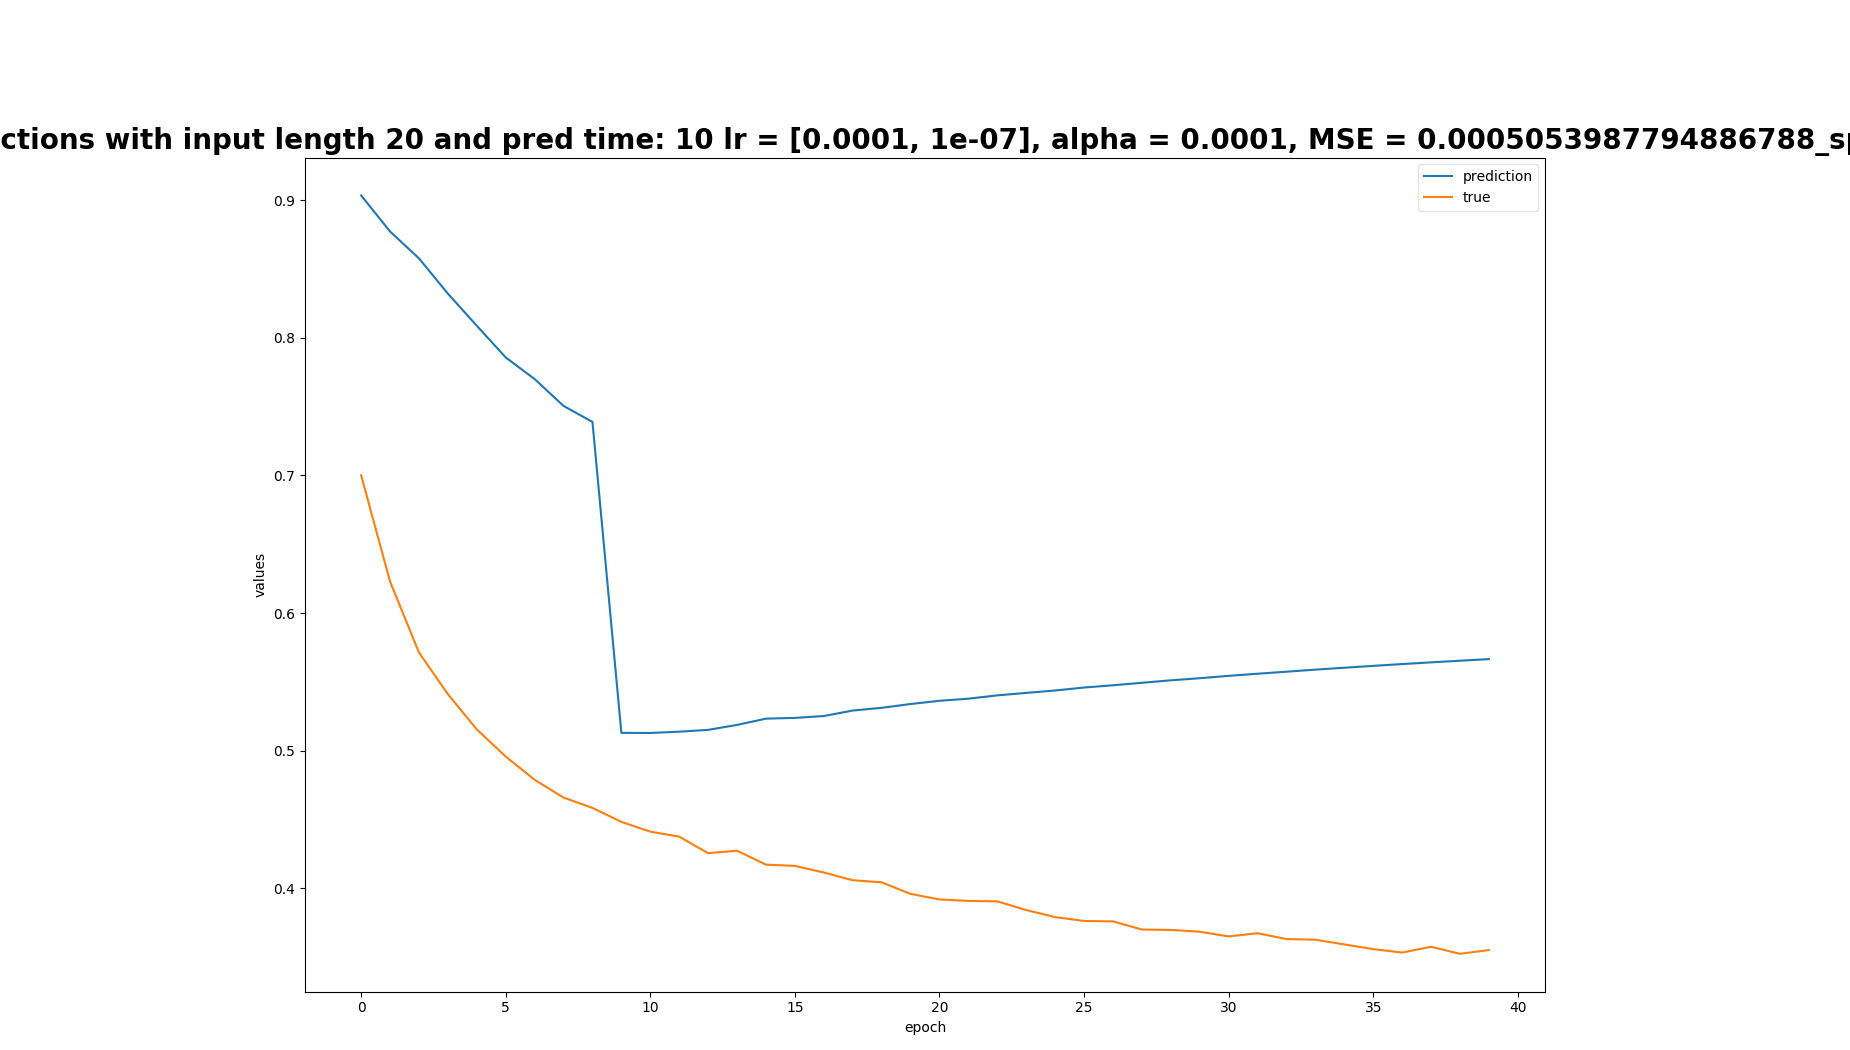 ctions with input length 20 and pred time: 10 lr = [0.0001, 1e-07], alpha = 0.0001, MSE = 0.0005053987794886788_sp
prediction
true
0.9
0.8
0.7
0.6
0.5
0.4
values
0 5 10 15 20 25 30 35 40
epoch